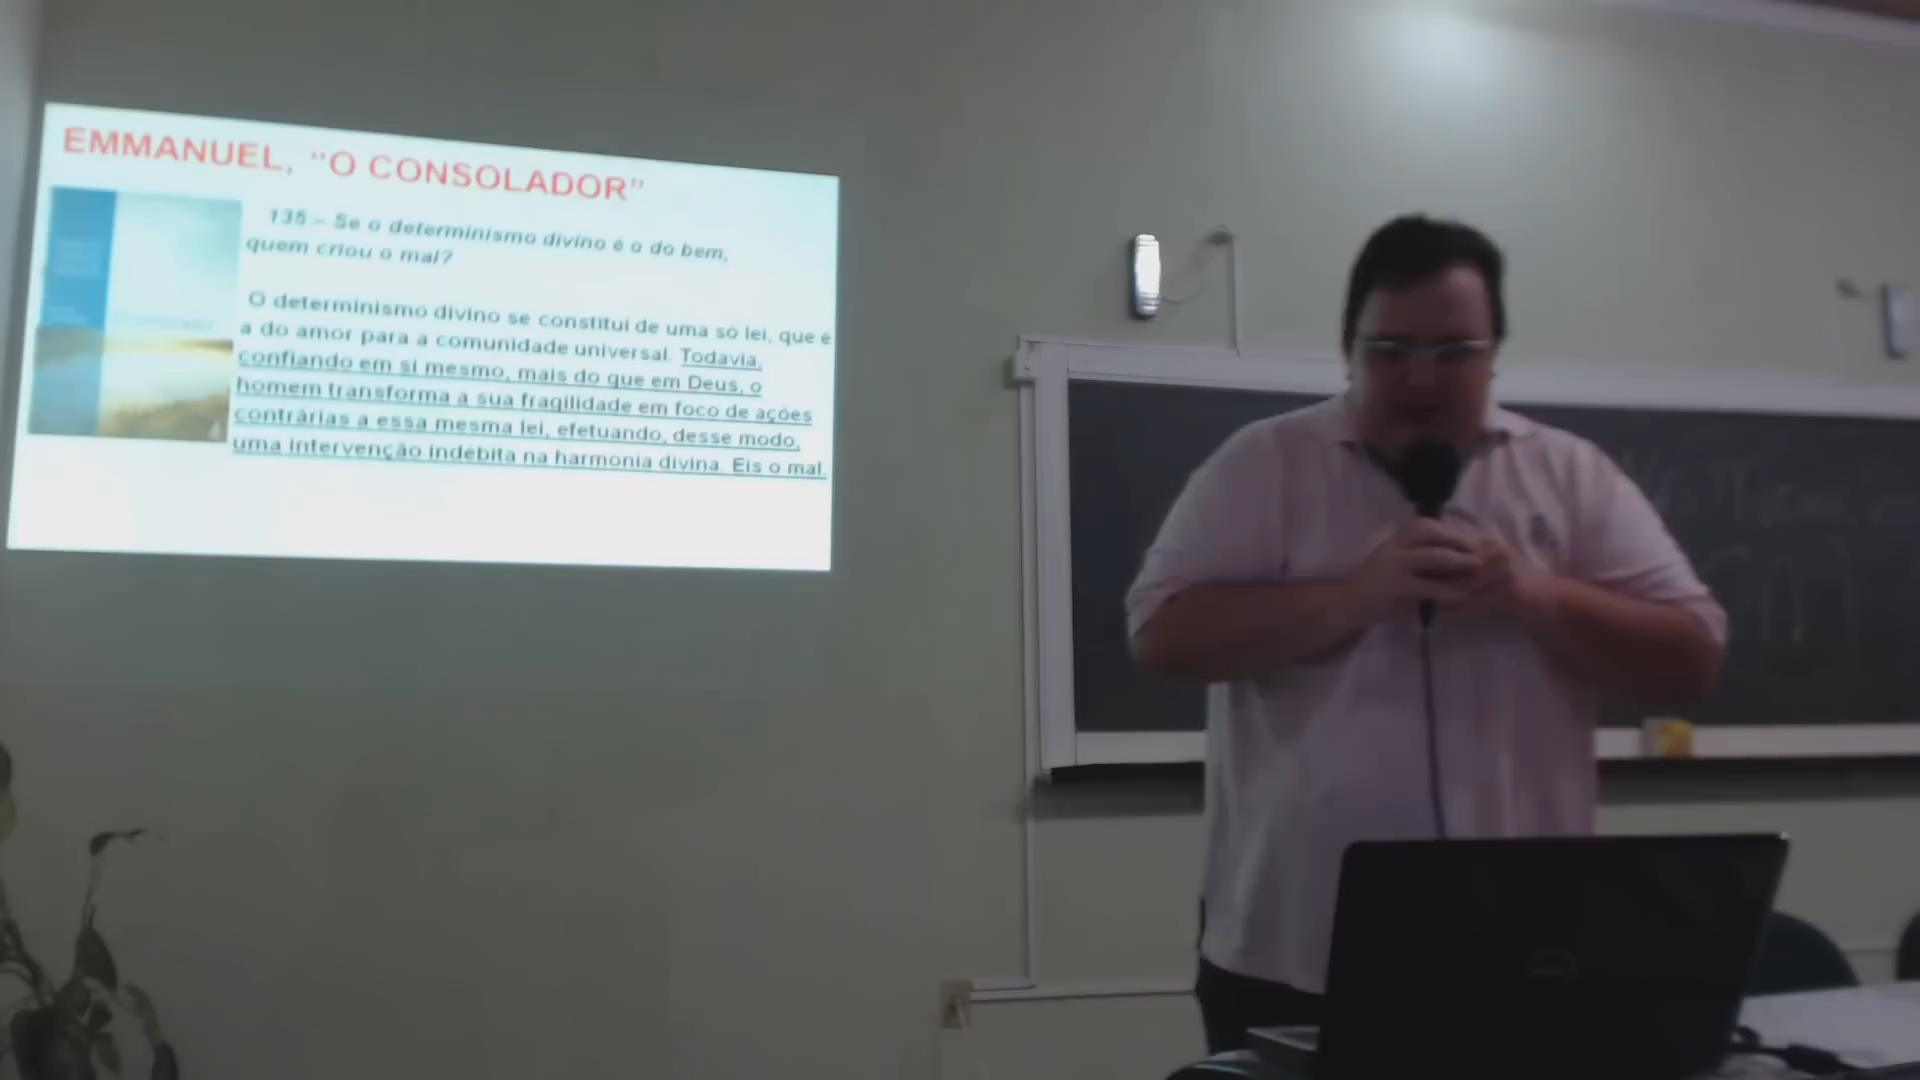 EMMANUEL, "O CONSOLADOR"
135 – Se o determinismo divino é o do bem,
quem criou o mal?
O determinismo divino se constitui de uma só lei, que é
a do amor para a comunidade universal. Todavia,
confiando em si mesmo, mais do que em Deus, o
homem transforma a sua fragilidade em foco de ações
contrárias a essa mesma lei, efetuando, desse modo,
uma intervenção indébita na harmonia divina. Eis o mal.